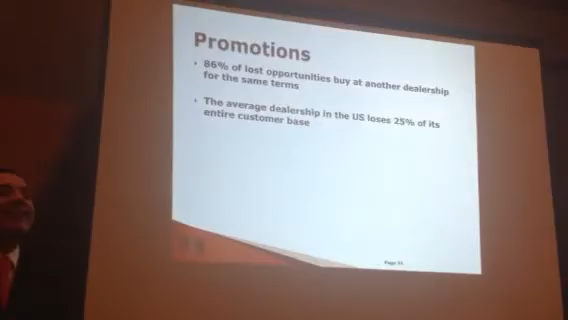 Promotions
86% of lost opportunities buy at another dealership
for the same terms
The average dealership in the US loses 25% of its
entire customer base